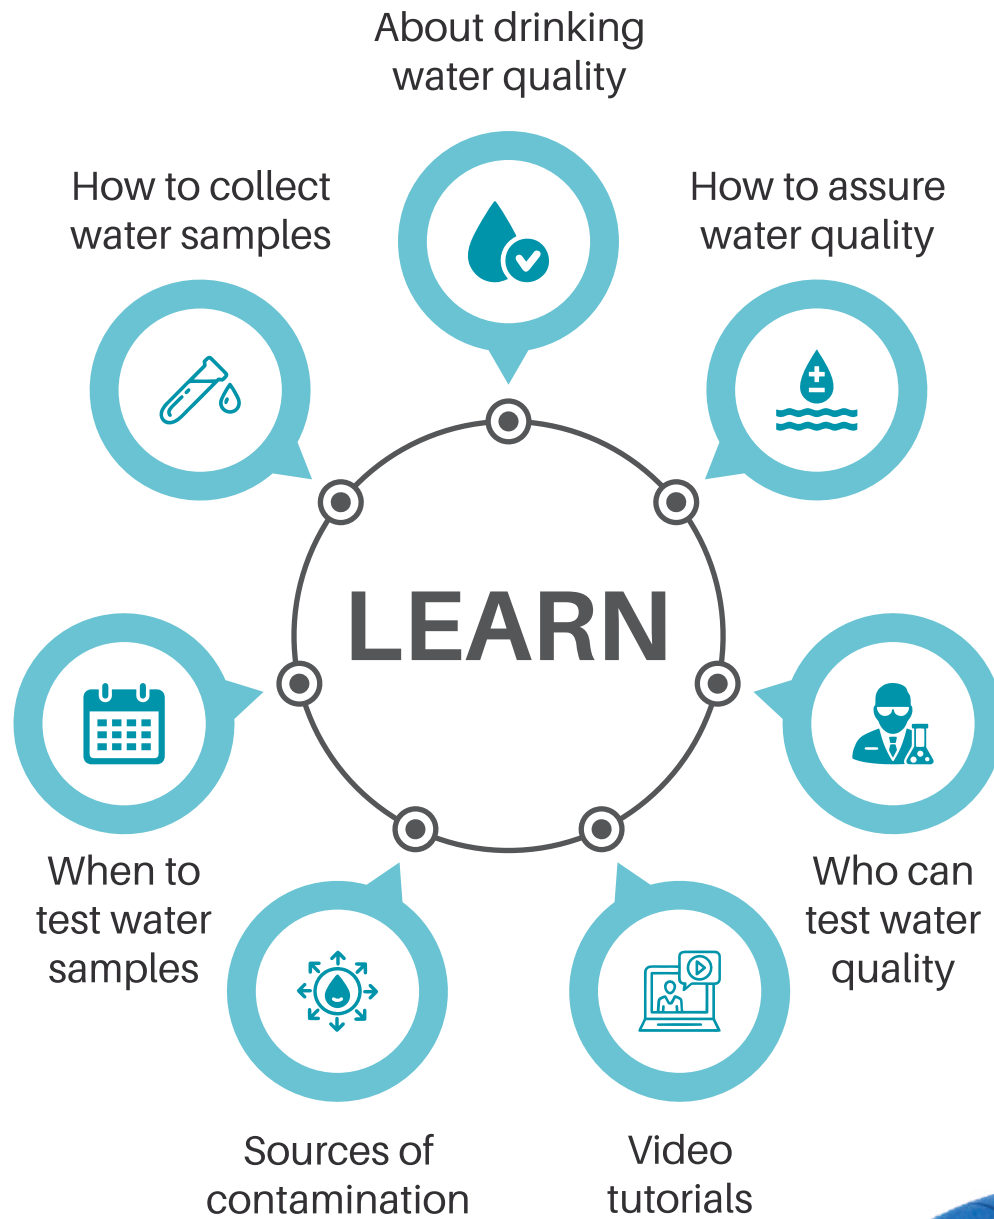 About drinking
water quality
How to collect
water samples
How to assure
water quality
LEARN
When to
test water
samples
Who can
test water
quality
Sources of
contamination
Video
tutorials